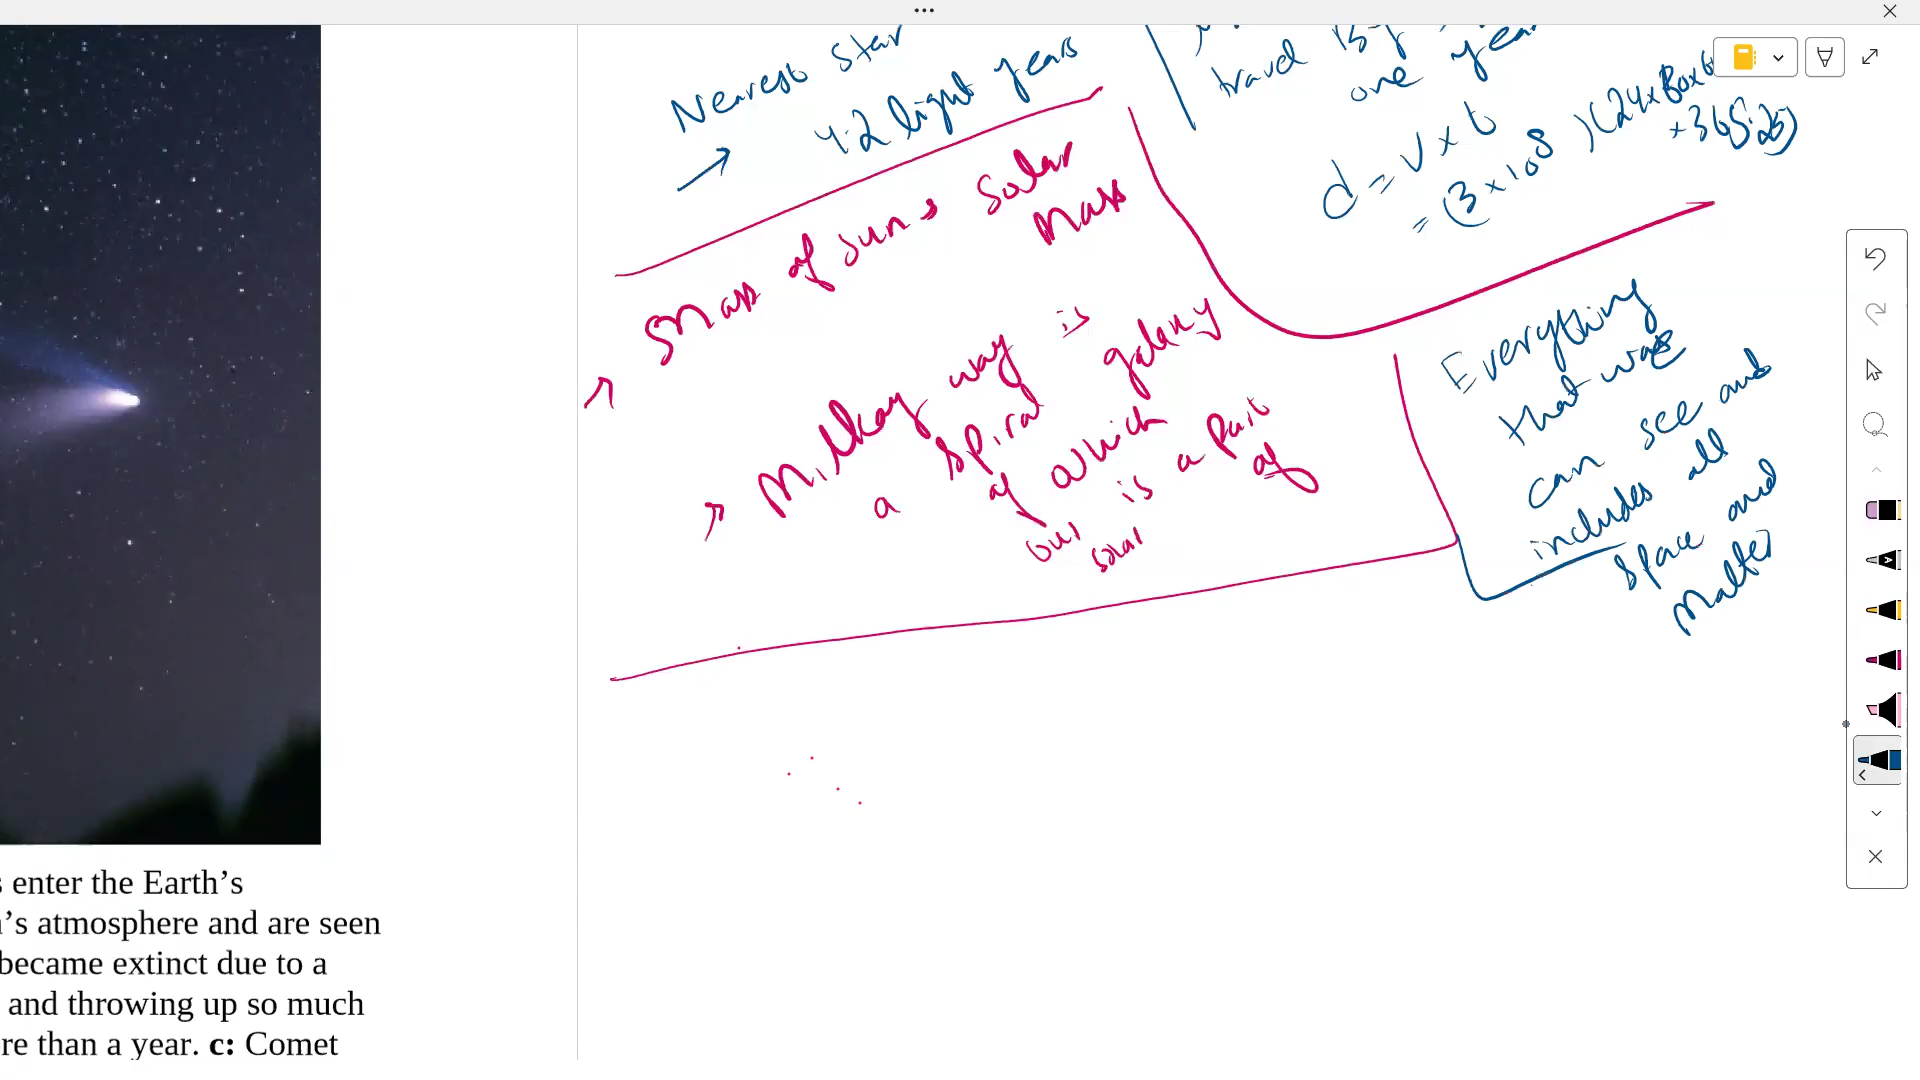 s enter the Earth’s
’s atmosphere and are seen
became extinct due to a
and throwing up so much
re than a year. c: Comet
Nearest star
→ 4.2 light years
travel
one year
d = v × t
= (3×10⁸)(24×60×6
×365.25)
Mass of sun → Solar
Mass
→ Milkay way is
a spiral galaxy
of which
our solar is a part
of
Everything
that we
can see and
includes all
space and
Matter